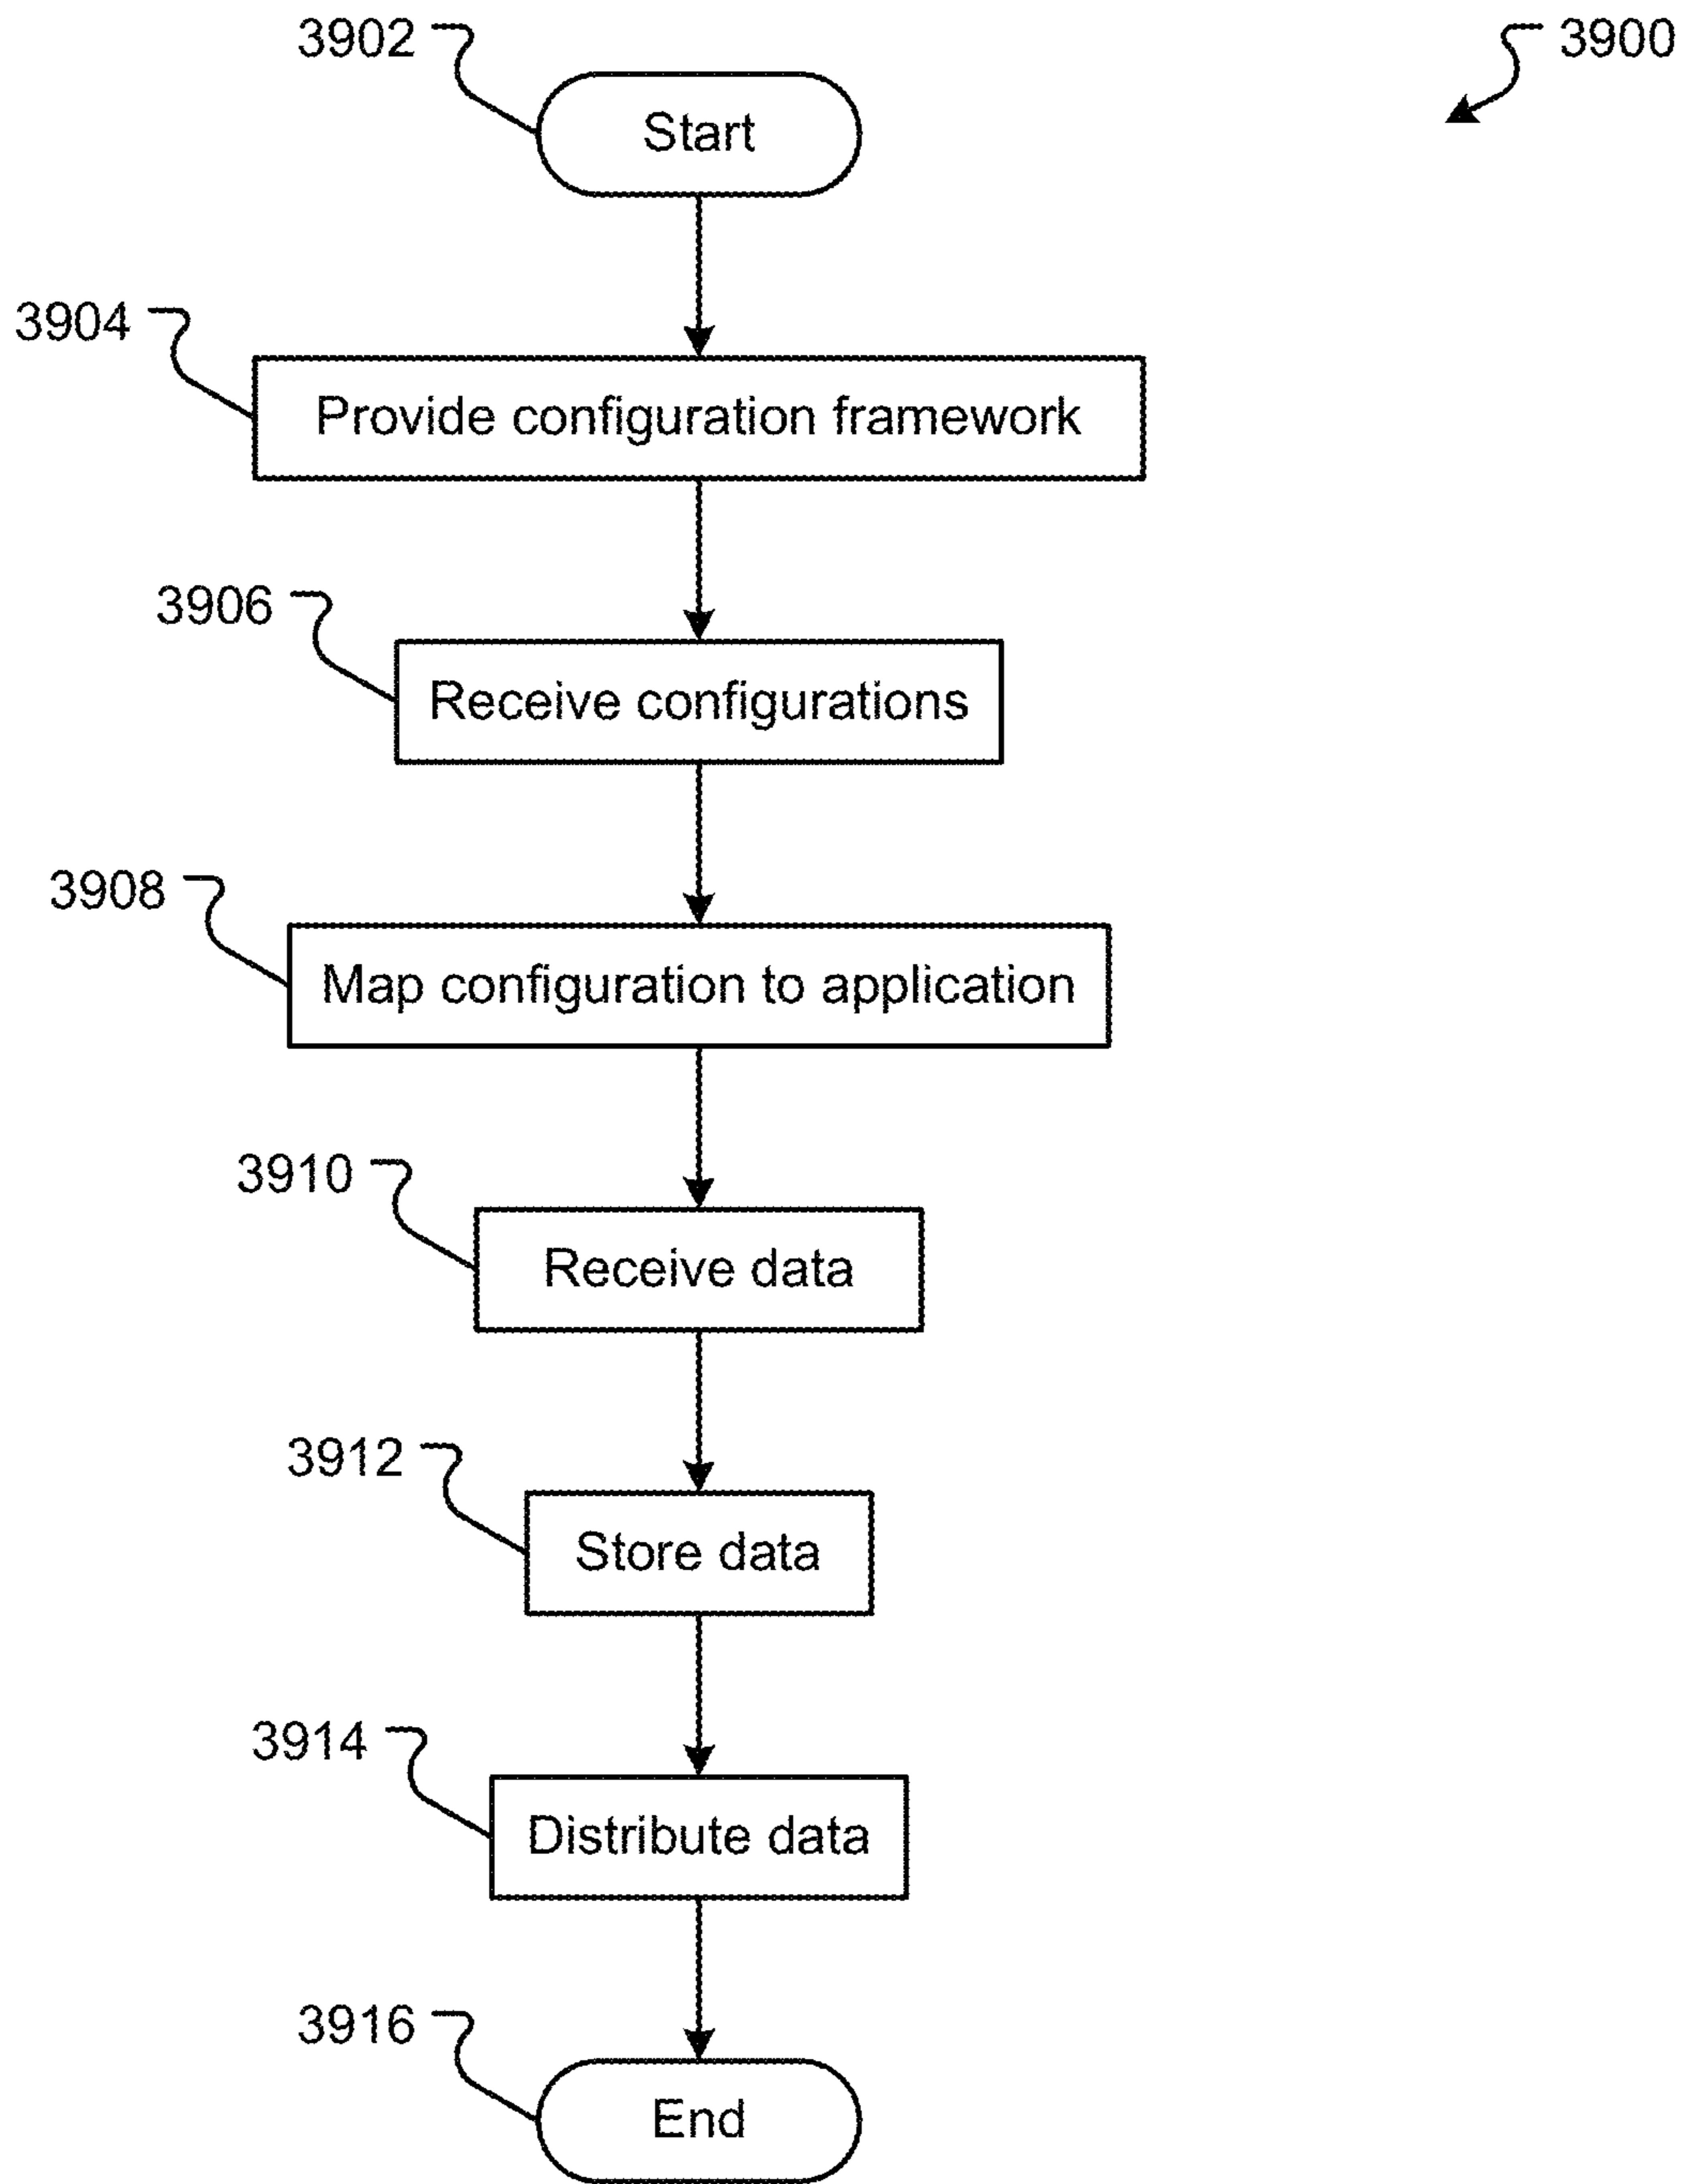 3902
3900
Start
3904
Provide configuration framework
3906
Receive configurations
3908
Map configuration to application
3910
Receive data
3912
Store data
3914
Distribute data
3916
End